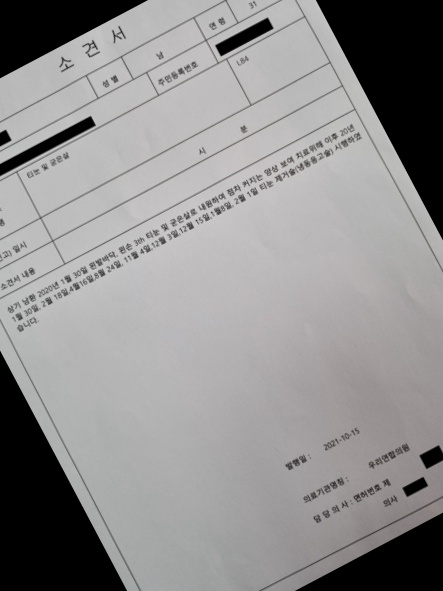 소 견 서
성 별 남 연 령 31
주민등록번호
티눈 및 굳은살 L84
명
고) 일시 시 분
소견서 내용
상기 남환 2020년 1월 30일 왼발바닥, 왼손 3th 티눈 및 굳은살로 내원하여 점차 커지는 양상 보여 치료위해 이후 20년
1월 30일, 2월 18일,4월16일,8월 24일, 11월 4일,12월 3일,12월 15일,1월8일, 2월 1일 티눈 제거술(냉동응고술) 시행하였
습니다.
발행일 : 2021-10-15
의료기관명칭 : 우리연합의원
담 당 의 사 : 면허번호 제
의사